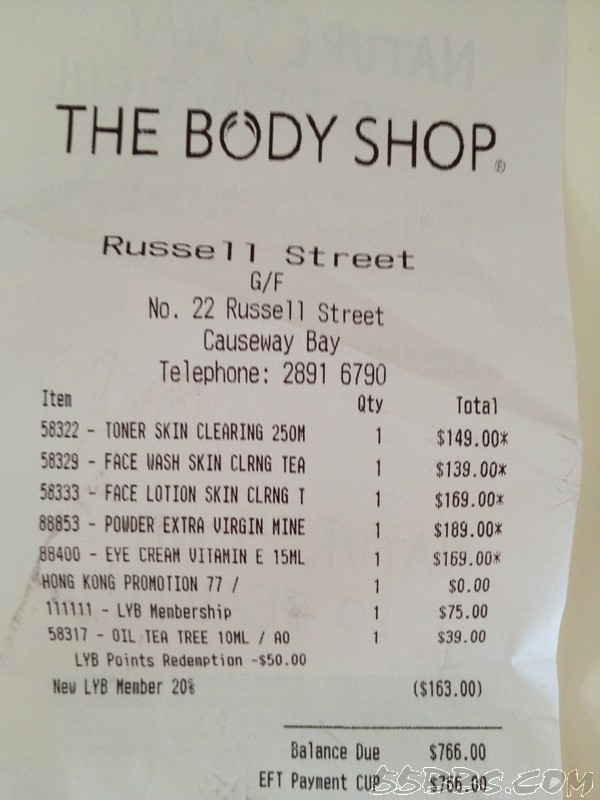 THE BODY SHOP®
Russell Street
G/F
No. 22 Russell Street
Causeway Bay
Telephone: 2891 6790
Item Qty Total
58322 - TONER SKIN CLEARING 250M 1 $149.00*
58329 - FACE WASH SKIN CLRNG TEA 1 $139.00*
58333 - FACE LOTION SKIN CLRNG T 1 $169.00*
88853 - POWDER EXTRA VIRGIN MINE 1 $189.00*
88400 - EYE CREAM VITAMIN E 15ML 1 $169.00*
HONG KONG PROMOTION 77 / 1 $0.00
111111 - LYB Membership 1 $75.00
58317 - OIL TEA TREE 10ML / AO 1 $39.00
LYB Points Redemption -$50.00
New LYB Member 20% ($163.00)
Balance Due $766.00
EFT Payment CUP $766.00
55BBS.COM